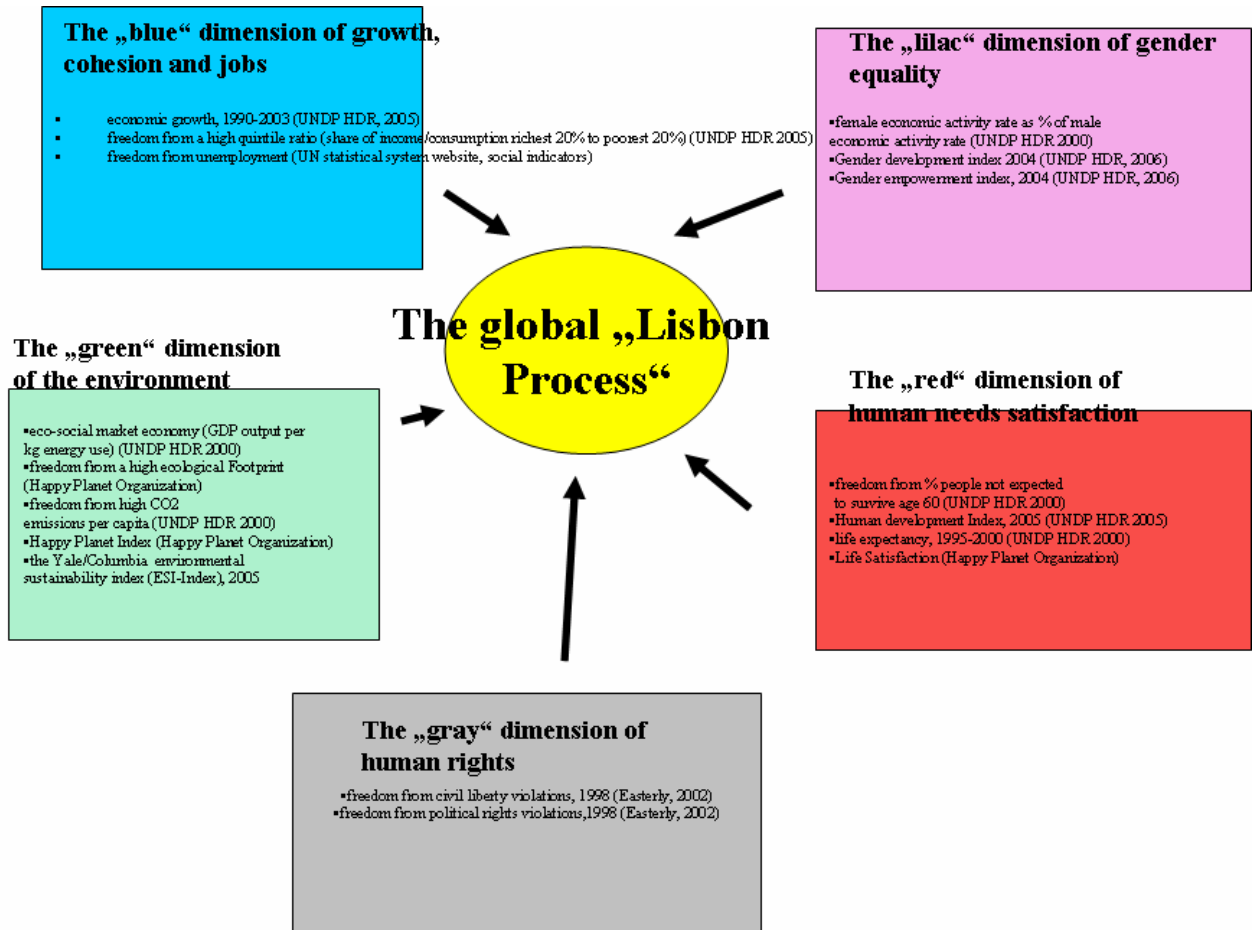 The „blue“ dimension of growth,
cohesion and jobs
▪ economic growth, 1990-2003 (UNDP HDR, 2005)
▪ freedom from a high quintile ratio (share of income/consumption richest 20% to poorest 20%) (UNDP HDR 2005)
▪ freedom from unemployment (UN statistical system website, social indicators)
The „lilac“ dimension of gender
equality
▪female economic activity rate as % of male
economic activity rate (UNDP HDR 2000)
▪Gender development index 2004 (UNDP HDR, 2006)
▪Gender empowerment index, 2004 (UNDP HDR, 2006)
The global „Lisbon
Process“
The „green“ dimension
of the environment
▪eco-social market economy (GDP output per
kg energy use) (UNDP HDR 2000)
▪freedom from a high ecological Footprint
(Happy Planet Organization)
▪freedom from high CO2
emissions per capita (UNDP HDR 2000)
▪Happy Planet Index (Happy Planet Organization)
▪the Yale/Columbia environmental
sustainability index (ESI-Index), 2005
The „red“ dimension of
human needs satisfaction
▪freedom from % people not expected
to survive age 60 (UNDP HDR 2000)
▪Human development Index, 2005 (UNDP HDR 2005)
▪life expectancy, 1995-2000 (UNDP HDR 2000)
▪Life Satisfaction (Happy Planet Organization)
The „gray“ dimension of
human rights
▪freedom from civil liberty violations, 1998 (Easterly, 2002)
▪freedom from political rights violations,1998 (Easterly, 2002)